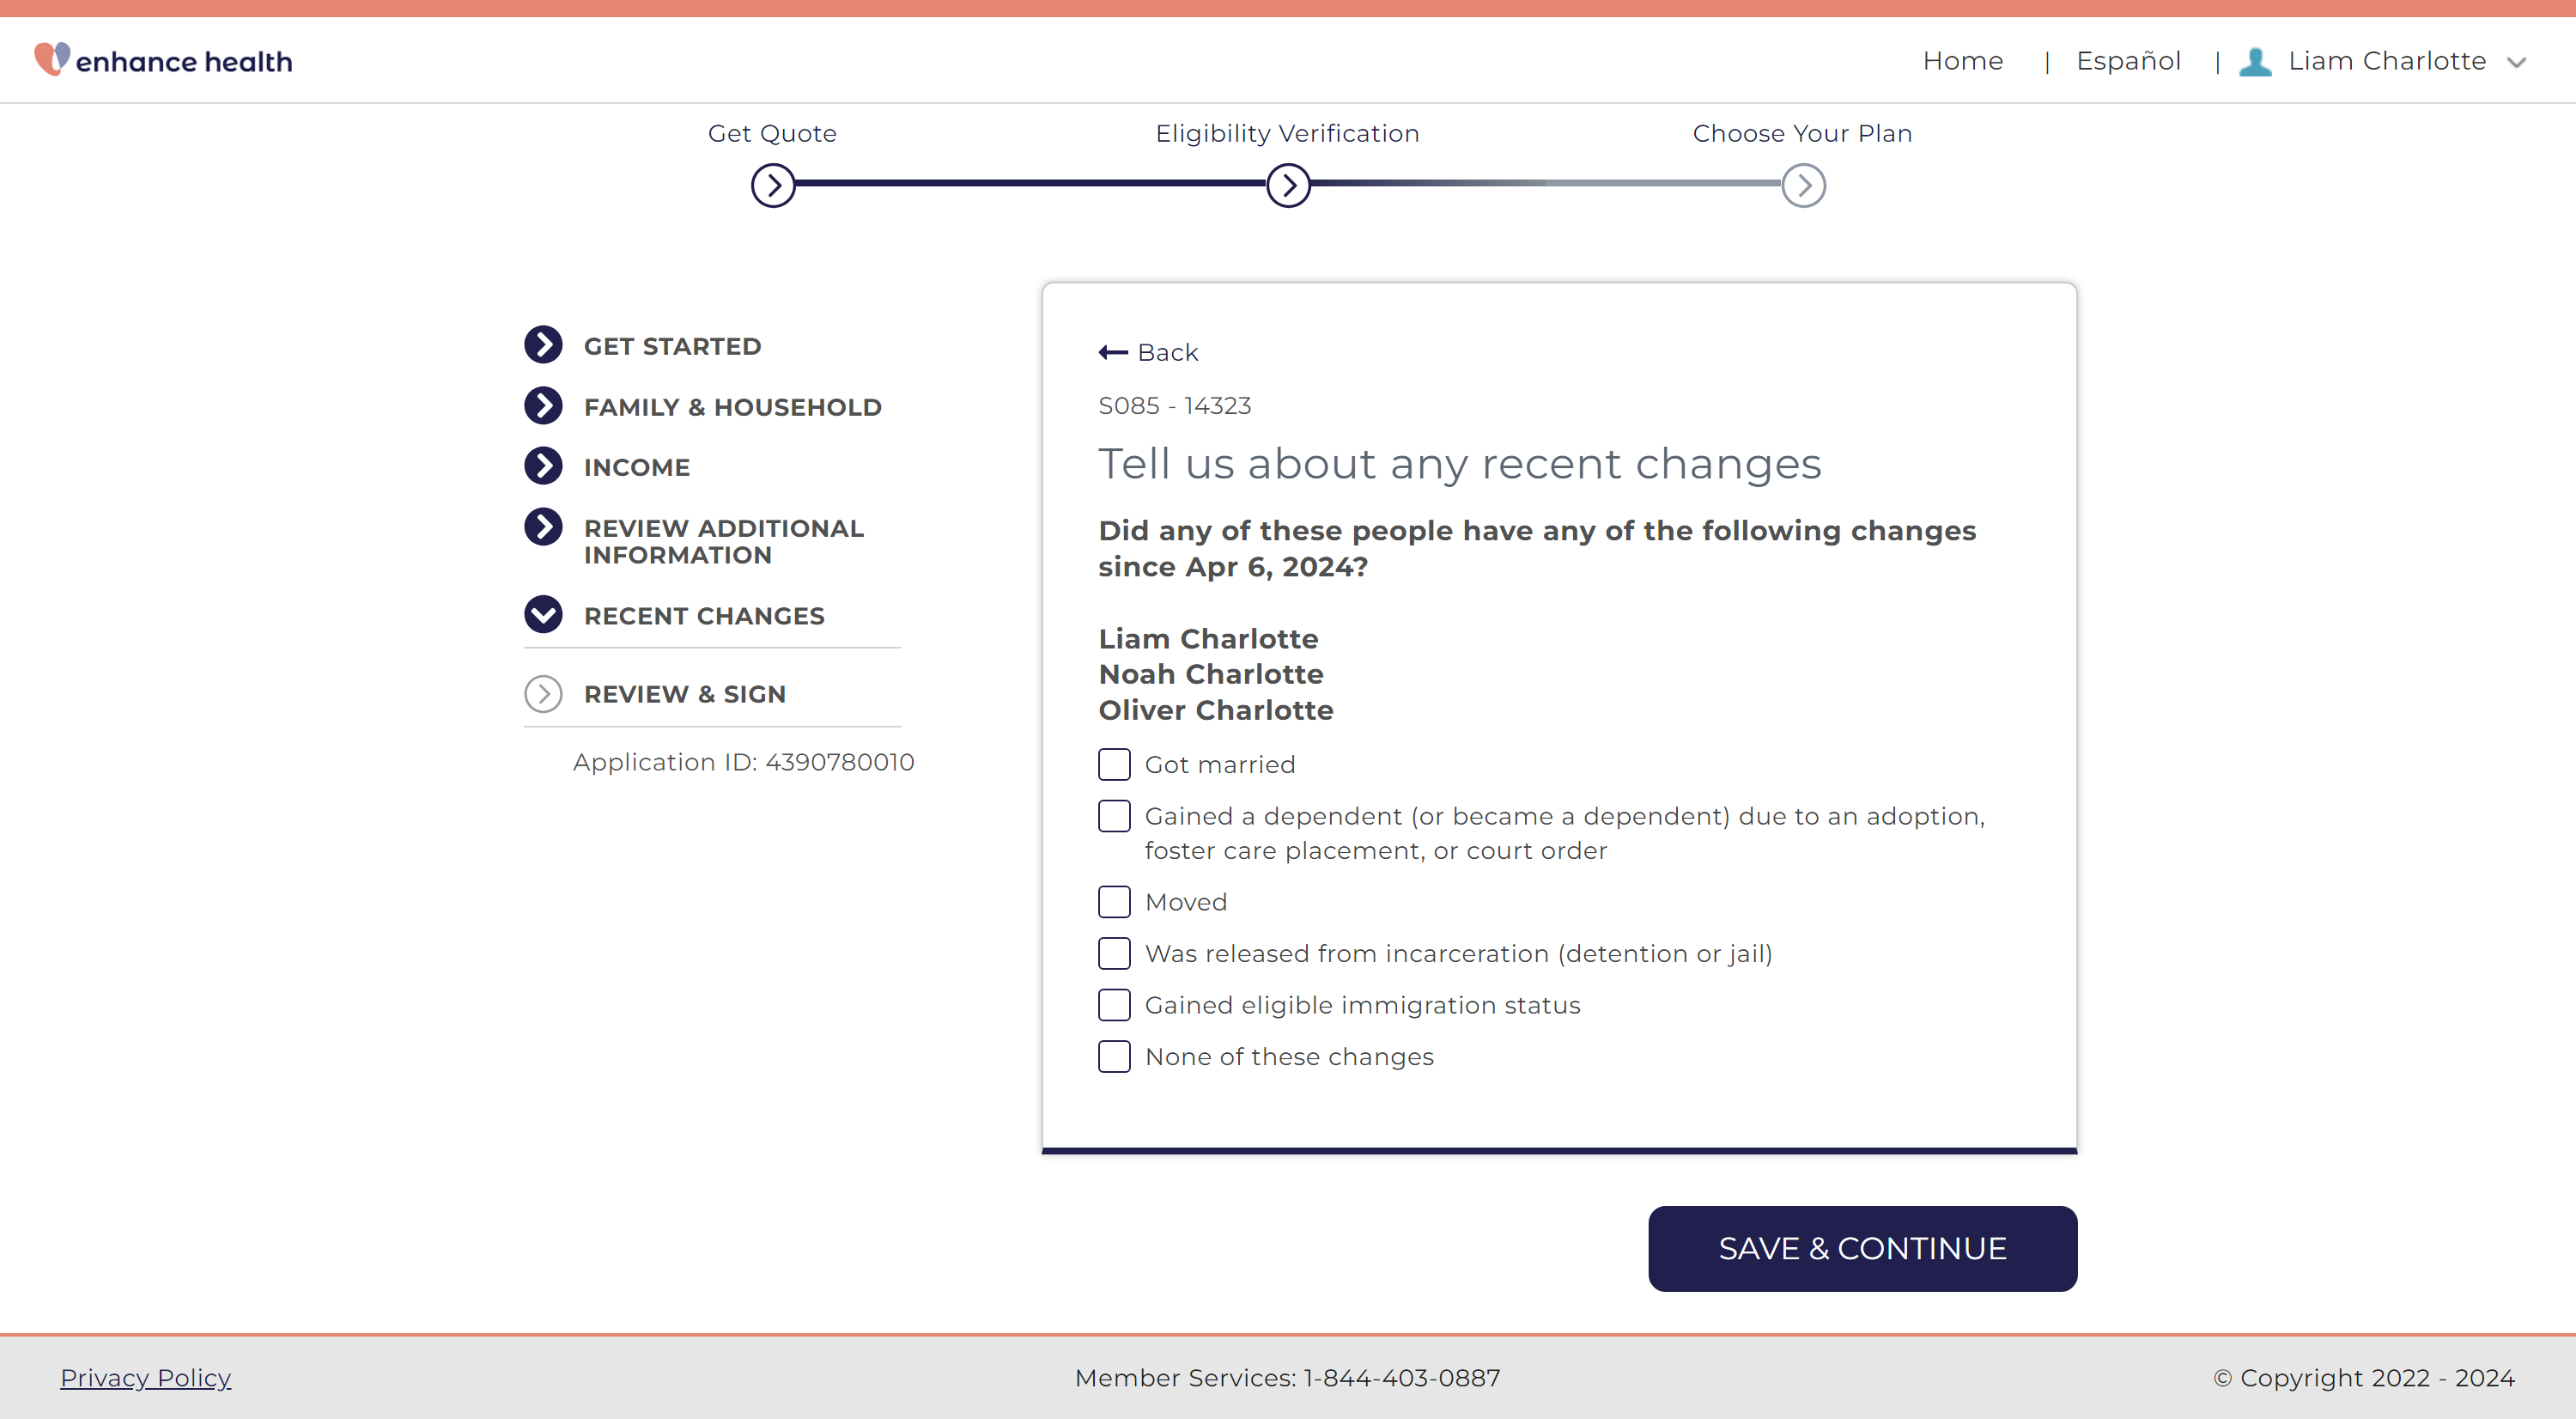 enhance health
Home | Español | Liam Charlotte
Get Quote
Eligibility Verification
Choose Your Plan
GET STARTED
FAMILY & HOUSEHOLD
INCOME
REVIEW ADDITIONAL
INFORMATION
RECENT CHANGES
REVIEW & SIGN
Application ID: 4390780010
Back
S085 - 14323
Tell us about any recent changes
Did any of these people have any of the following changes
since Apr 6, 2024?
Liam Charlotte
Noah Charlotte
Oliver Charlotte
Got married
Gained a dependent (or became a dependent) due to an adoption,
foster care placement, or court order
Moved
Was released from incarceration (detention or jail)
Gained eligible immigration status
None of these changes
SAVE & CONTINUE
Privacy Policy
Member Services: 1-844-403-0887
© Copyright 2022 - 2024